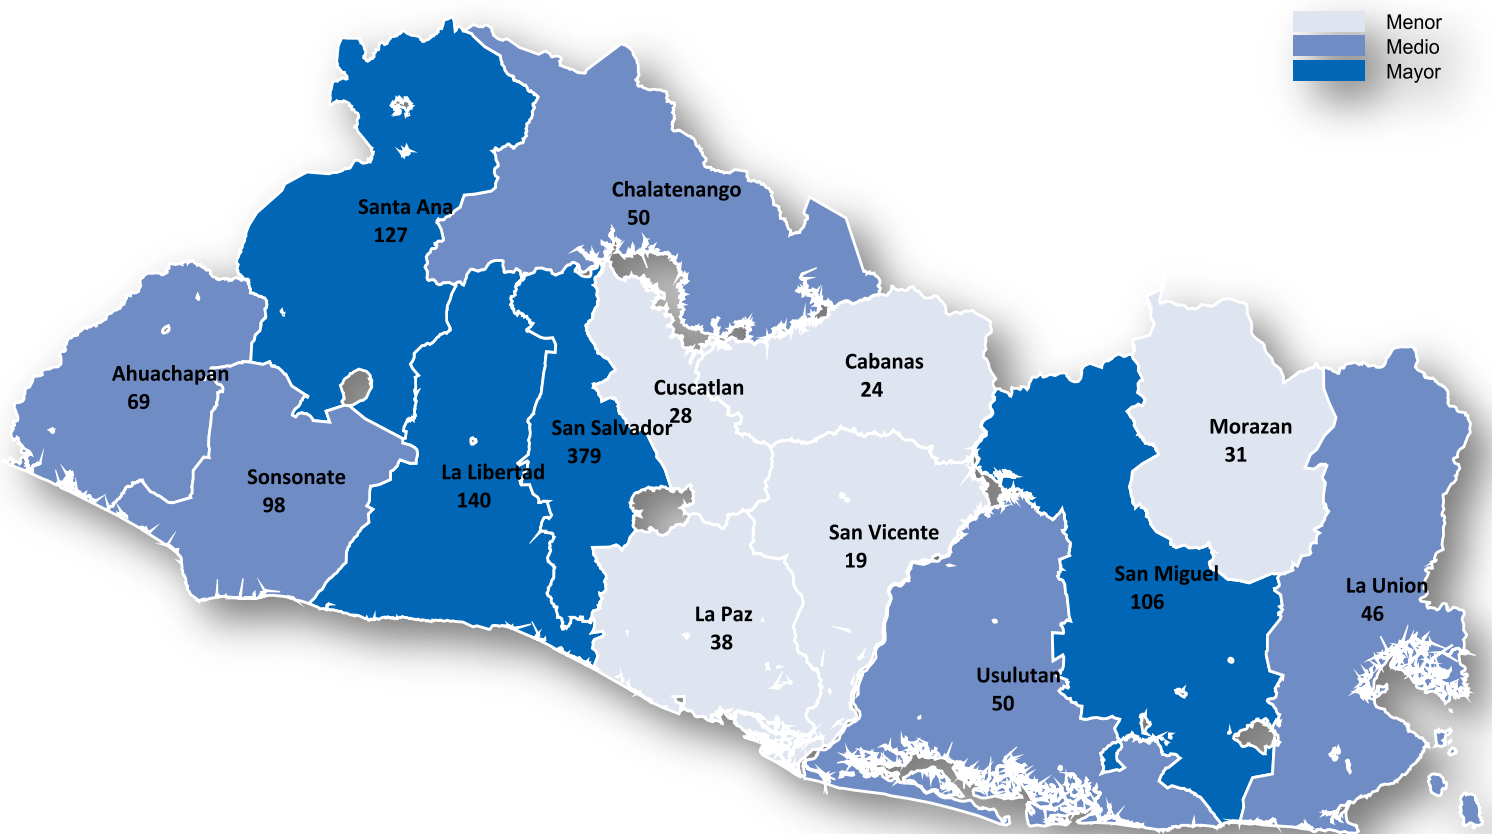 Menor
Medio
Mayor
Chalatenango
50
Santa Ana
127
Cabanas
24
Ahuachapan
69
Cuscatlan
28
San Salvador
379
Morazan
31
La Libertad
140
Sonsonate
98
San Vicente
19
San Miguel
106
La Union
46
La Paz
38
Usulutan
50